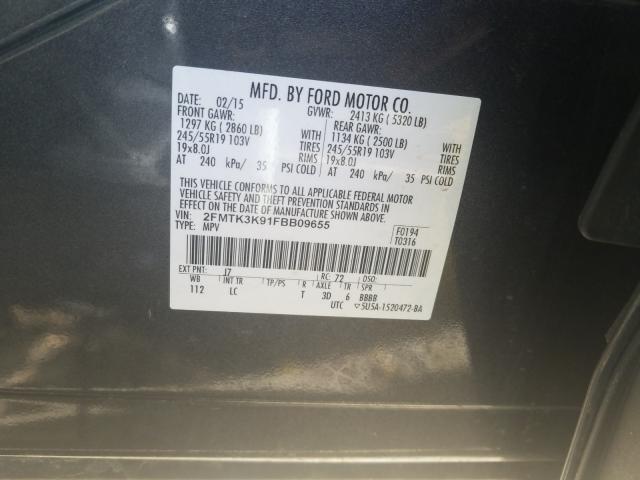 MFD. BY FORD MOTOR CO.
DATE: 02/15 GVWR: 2413 KG ( 5320 LB)
FRONT GAWR: REAR GAWR:
1297 KG ( 2860 LB) WITH 1134 KG ( 2500 LB) WITH
245/55R19 103V TIRES 245/55R19 103V TIRES
19x8.0J RIMS 19x8.0J RIMS
AT 240 kPa/ 35 PSI COLD AT 240 kPa/ 35 PSI COLD
THIS VEHICLE CONFORMS TO ALL APPLICABLE FEDERAL MOTOR
VEHICLE SAFETY AND THEFT PREVENTION STANDARDS IN
EFFECT ON THE DATE OF MANUFACTURE SHOWN ABOVE.
VIN: 2FMTK3K91FBB09655 F0194
TYPE: MPV T0316
EXT PNT: J7 RC: 72 DSO:
WB INT TR TP/PS R AXLE TR SPR
112 LC T 3D 6 BBBB
UTC ▽5U5A-1520472-BA